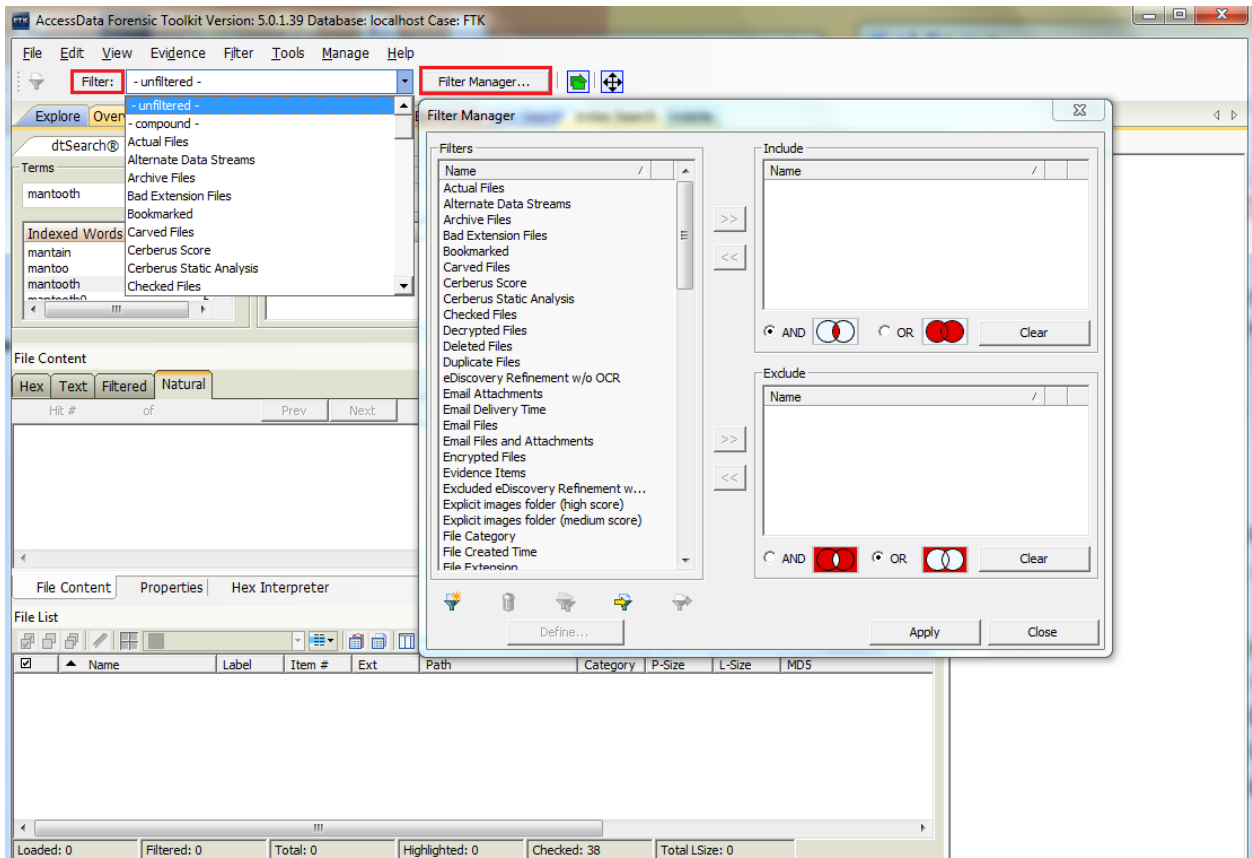 AccessData Forensic Toolkit Version: 5.0.1.39 Database: localhost Case: FTK
File Edit View Evidence Filter Tools Manage Help
Filter: - unfiltered - Filter Manager...
- unfiltered -
- compound -
Actual Files
Alternate Data Streams
Archive Files
Bad Extension Files
Bookmarked
Carved Files
Cerberus Score
Cerberus Static Analysis
Checked Files
Explore Over
dtSearch®
Terms
mantooth
Indexed Words
mantain
mantoo
mantooth
File Content
Hex Text Filtered Natural
Hit # of Prev Next
File Content Properties Hex Interpreter
Filter Manager
Filters
Name
Actual Files
Alternate Data Streams
Archive Files
Bad Extension Files
Bookmarked
Carved Files
Cerberus Score
Cerberus Static Analysis
Checked Files
Decrypted Files
Deleted Files
Duplicate Files
eDiscovery Refinement w/o OCR
Email Attachments
Email Delivery Time
Email Files
Email Files and Attachments
Encrypted Files
Evidence Items
Excluded eDiscovery Refinement w...
Explicit images folder (high score)
Explicit images folder (medium score)
File Category
File Created Time
File Extension
>>
<<
>>
<<
Include
Name
AND OR Clear
Exclude
Name
AND OR Clear
Define... Apply Close
File List
Name Label Item # Ext Path Category P-Size L-Size MD5
Loaded: 0 Filtered: 0 Total: 0 Highlighted: 0 Checked: 38 Total LSize: 0